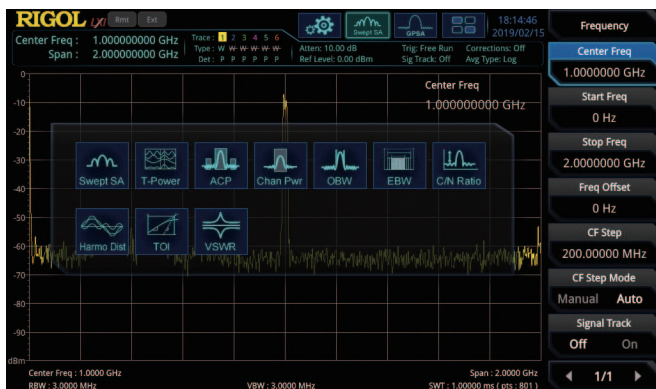 RIGOL LXI Rmt Ext
Swept SA GPSA
18:14:46
2019/02/15
Center Freq : 1.000000000 GHz
Span : 2.000000000 GHz
Trace : 1 2 3 4 5 6
Type : W W W W W W
Det : P P P P P P
Atten: 10.00 dB
Ref Level: 0.00 dBm
Trig: Free Run
Sig Track: Off
Corrections: Off
Avg Type: Log
Center Freq
1.000000000 GHz
0
-10
-20
-30
-40
-50
-60
-70
-80
-90
dBm
Swept SA T-Power ACP Chan Pwr OBW EBW C/N Ratio
Harmo Dist TOI VSWR
Center Freq : 1.0000 GHz
Span : 2.0000 GHz
RBW : 3.0000 MHz VBW : 3.0000 MHz SWT : 1.00000 ms ( pts : 801 )
Frequency
Center Freq
1.0000000 GHz
Start Freq
0 Hz
Stop Freq
2.0000000 GHz
Freq Offset
0 Hz
CF Step
200.00000 MHz
CF Step Mode
Manual Auto
Signal Track
Off On
1/1